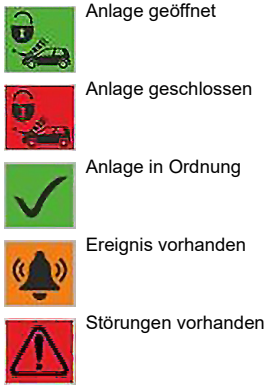 Anlage geöffnet
Anlage geschlossen
Anlage in Ordnung
Ereignis vorhanden
Störungen vorhanden